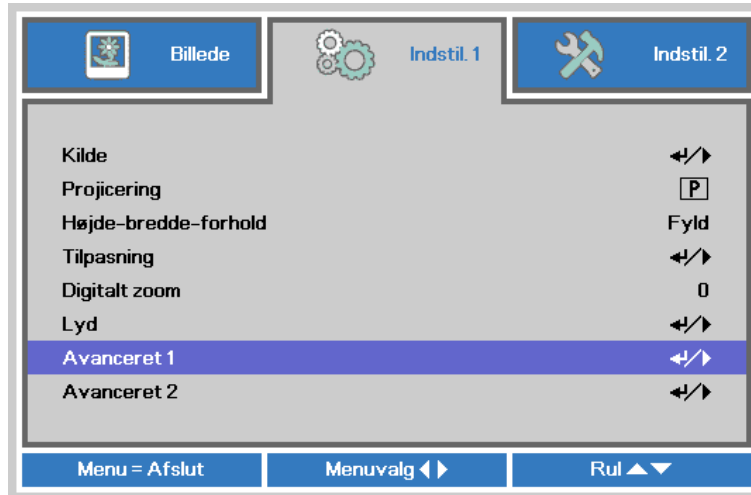 Billede Indstil. 1 Indstil. 2
Kilde ↵/▶
Projicering P
Højde-bredde-forhold Fyld
Tilpasning ↵/▶
Digitalt zoom 0
Lyd ↵/▶
Avanceret 1 ↵/▶
Avanceret 2 ↵/▶
Menu = Afslut Menuvalg ◀ ▶ Rul ▲▼